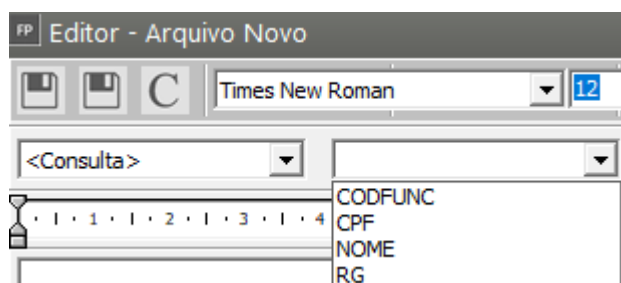 FP Editor - Arquivo Novo
C Times New Roman 12
<Consulta>
1 2 3 4
CODFUNC
CPF
NOME
RG